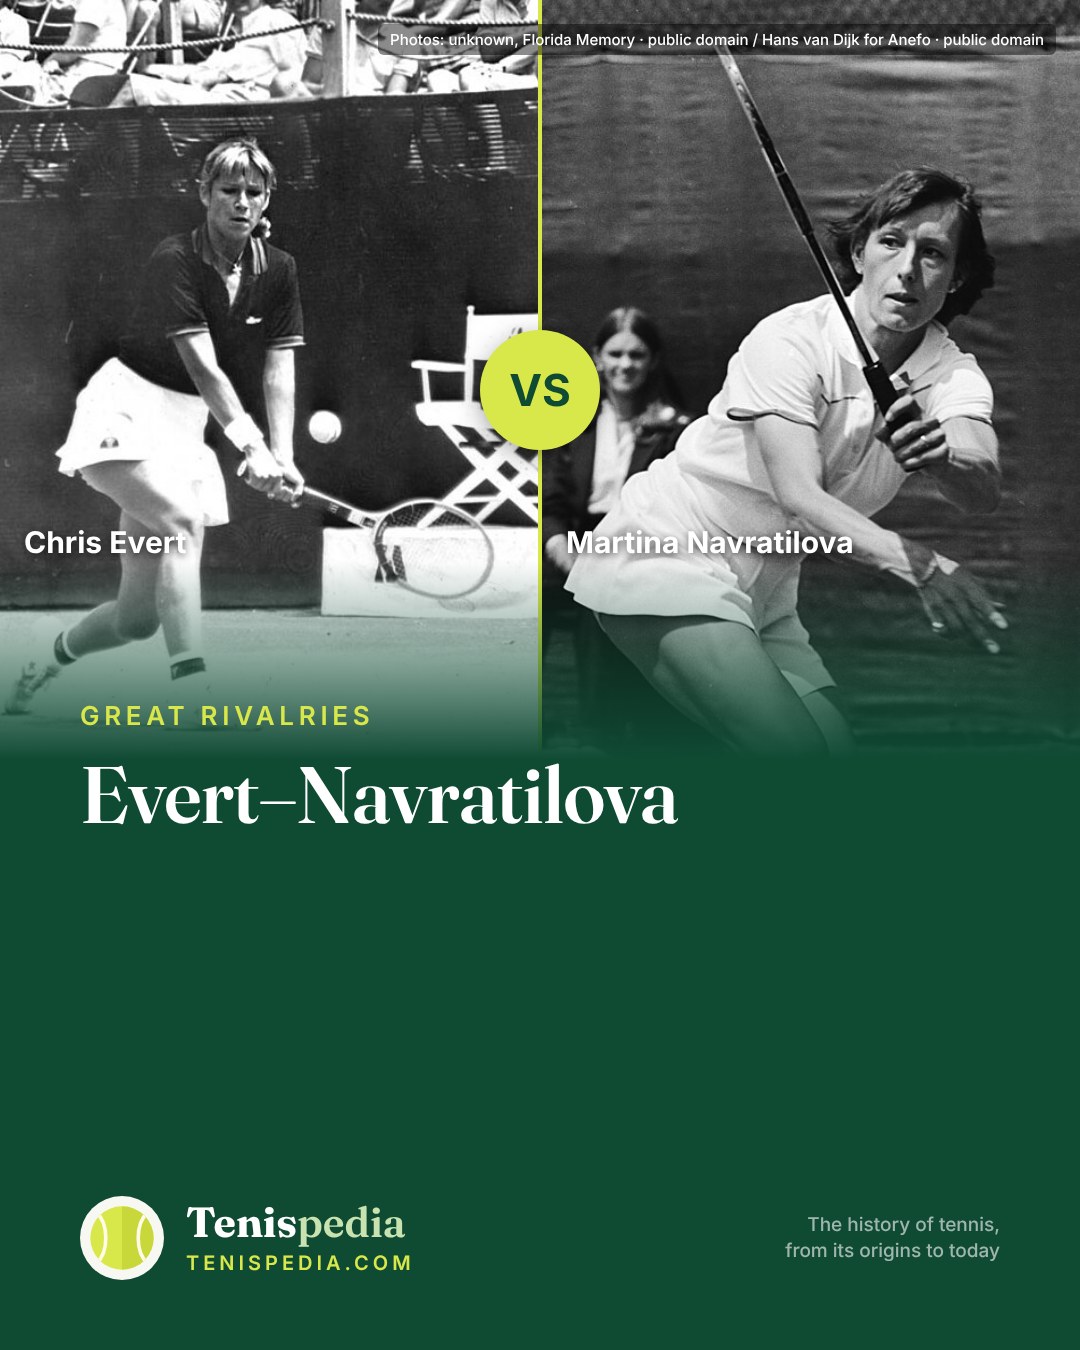 Photos: unknown, Florida Memory · public domain / Hans van Dijk for Anefo · public domain
VS
Chris Evert
Martina Navratilova
GREAT RIVALRIES
Evert–Navratilova
Tenispedia
TENISPEDIA.COM
The history of tennis,
from its origins to today